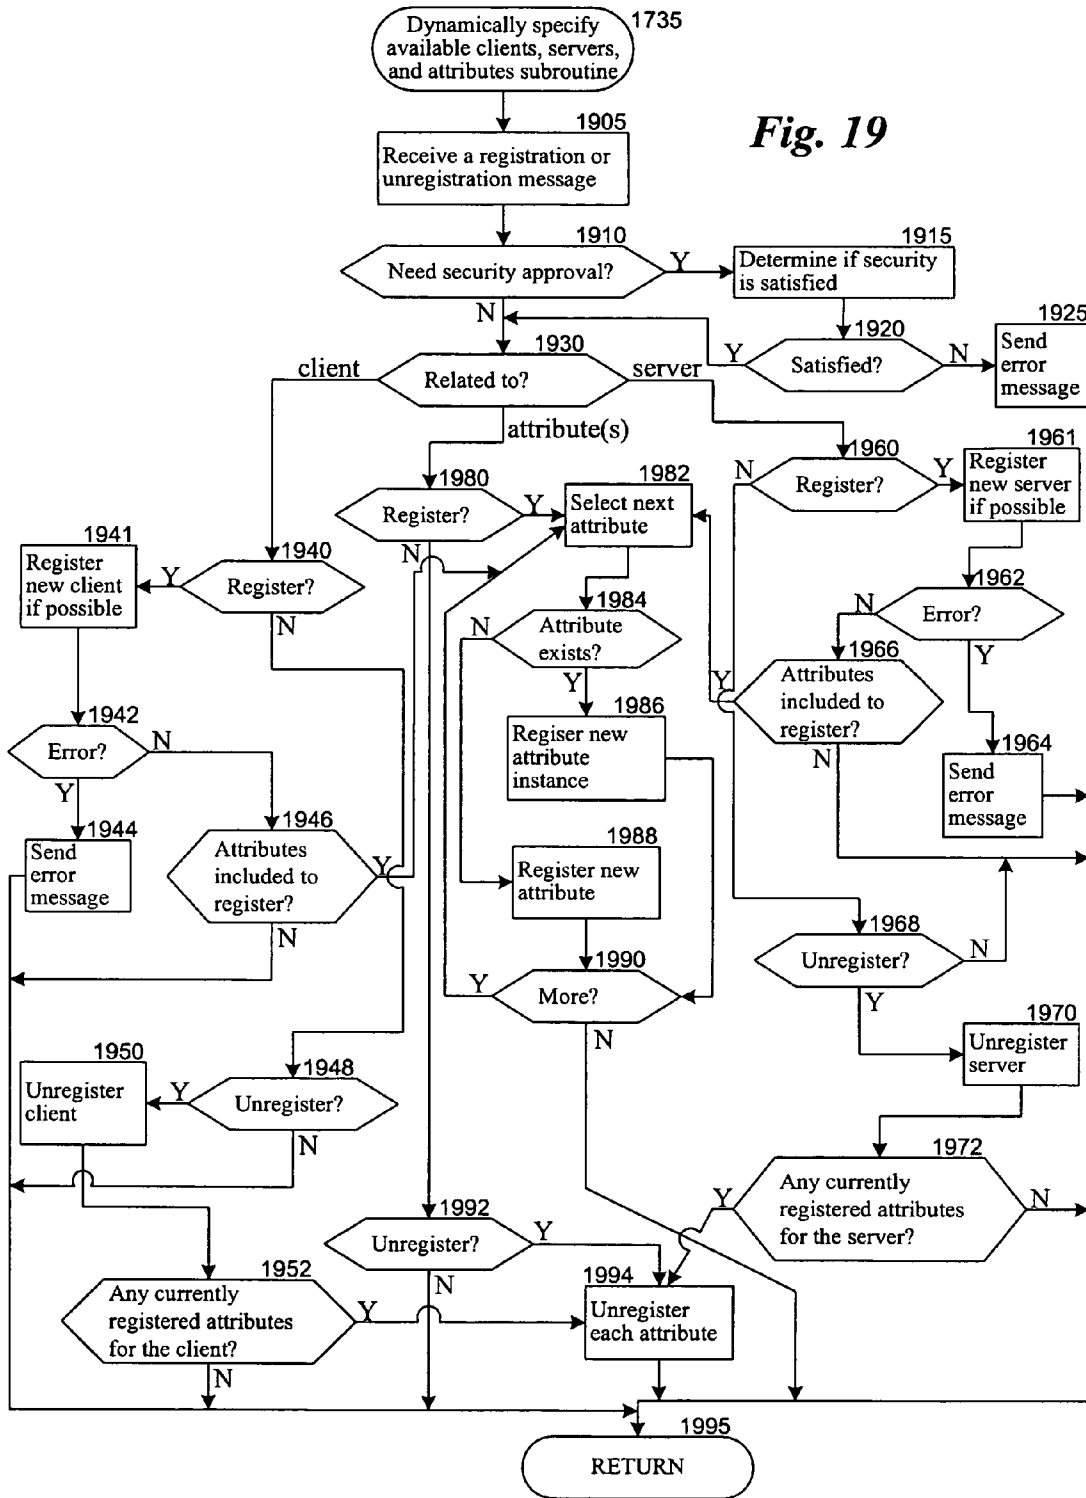 Dynamically specify
available clients, servers,
and attributes subroutine
1735
Fig. 19
1905
Receive a registration or
unregistration message
1910
Need security approval?
Y
N
1915
Determine if security
is satisfied
1920
Satisfied?
Y
N
1925
Send
error
message
1930
Related to?
client
server
attribute(s)
1960
Register?
N
Y
1961
Register
new server
if possible
1980
Register?
Y
N
1982
Select next
attribute
1941
Register
new client
if possible
1940
Register?
Y
N
1962
Error?
N
Y
1984
Attribute
exists?
N
Y
1966
Attributes
included to
register?
Y
N
1942
Error?
N
Y
1986
Regiser new
attribute
instance
1964
Send
error
message
1944
Send
error
message
1946
Attributes
included to
register?
Y
N
1988
Register new
attribute
1968
Unregister?
N
Y
1990
More?
Y
N
1970
Unregister
server
1950
Unregister
client
1948
Unregister?
Y
N
1972
Any currently
registered attributes
for the server?
Y
N
1992
Unregister?
Y
N
1952
Any currently
registered attributes
for the client?
Y
N
1994
Unregister
each attribute
1995
RETURN